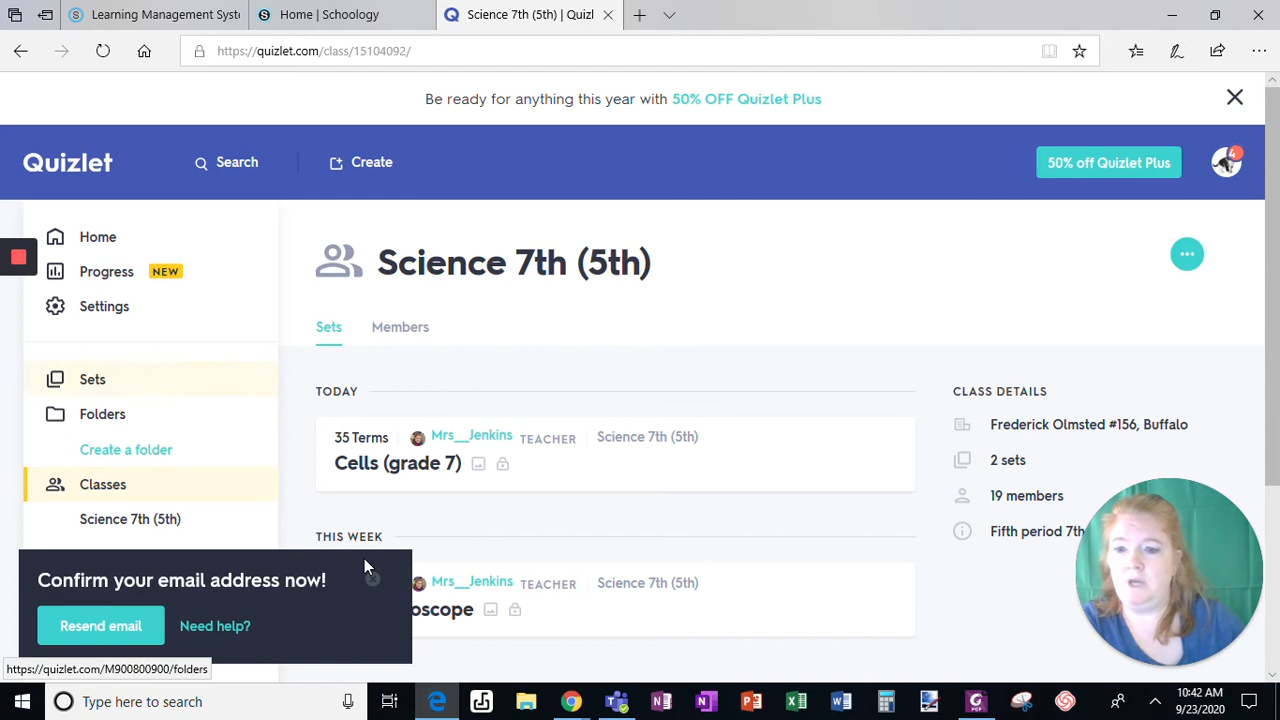 Learning Management Syst
Home | Schoology
Science 7th (5th) | Quizl
https://quizlet.com/class/15104092/
Be ready for anything this year with 50% OFF Quizlet Plus
Quizlet
Search
Create
50% off Quizlet Plus
4
Home
Progress NEW
Settings
Sets
Folders
Create a folder
Classes
Science 7th (5th)
Science 7th (5th)
Sets Members
TODAY
35 Terms Mrs__Jenkins TEACHER Science 7th (5th)
Cells (grade 7)
THIS WEEK
Mrs__Jenkins TEACHER Science 7th (5th)
oscope
CLASS DETAILS
Frederick Olmsted #156, Buffalo
2 sets
19 members
Fifth period 7th
Confirm your email address now!
Resend email Need help?
https://quizlet.com/M900800900/folders
Type here to search
10:42 AM
9/23/2020